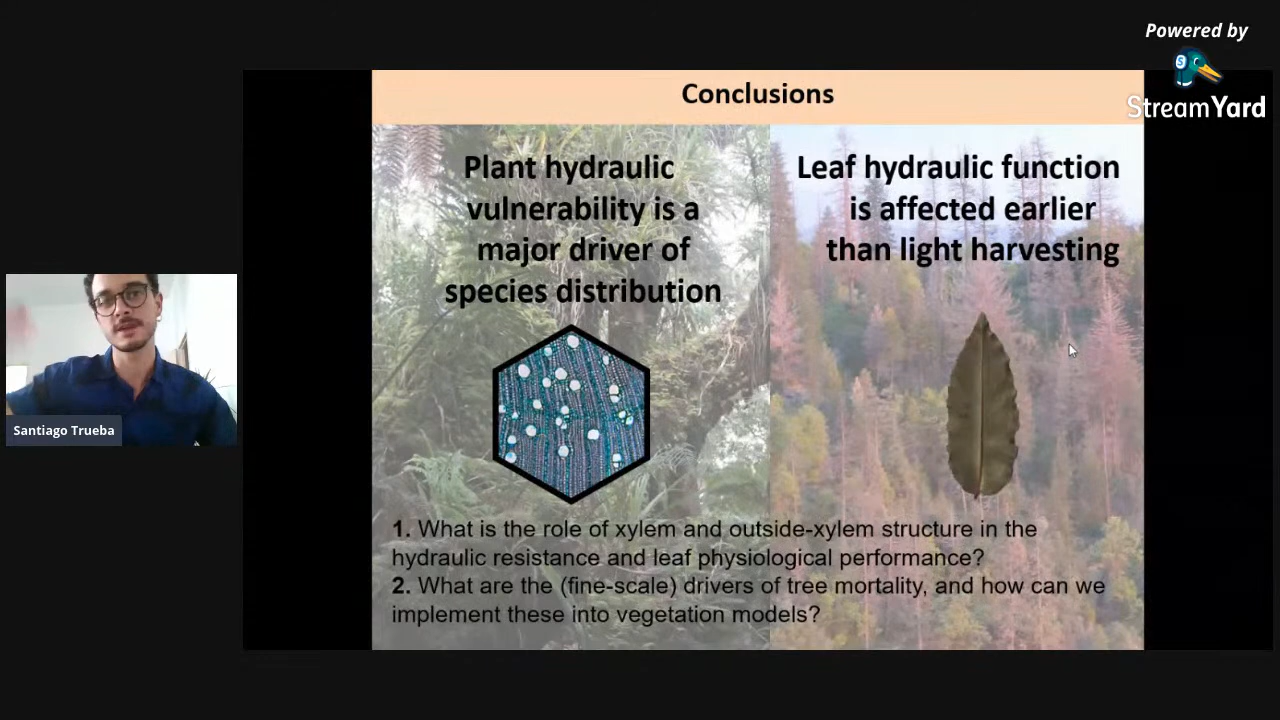 Powered by
StreamYard
Conclusions
Plant hydraulic
vulnerability is a
major driver of
species distribution
Leaf hydraulic function
is affected earlier
than light harvesting
Santiago Trueba
1. What is the role of xylem and outside-xylem structure in the
hydraulic resistance and leaf physiological performance?
2. What are the (fine-scale) drivers of tree mortality, and how can we
implement these into vegetation models?